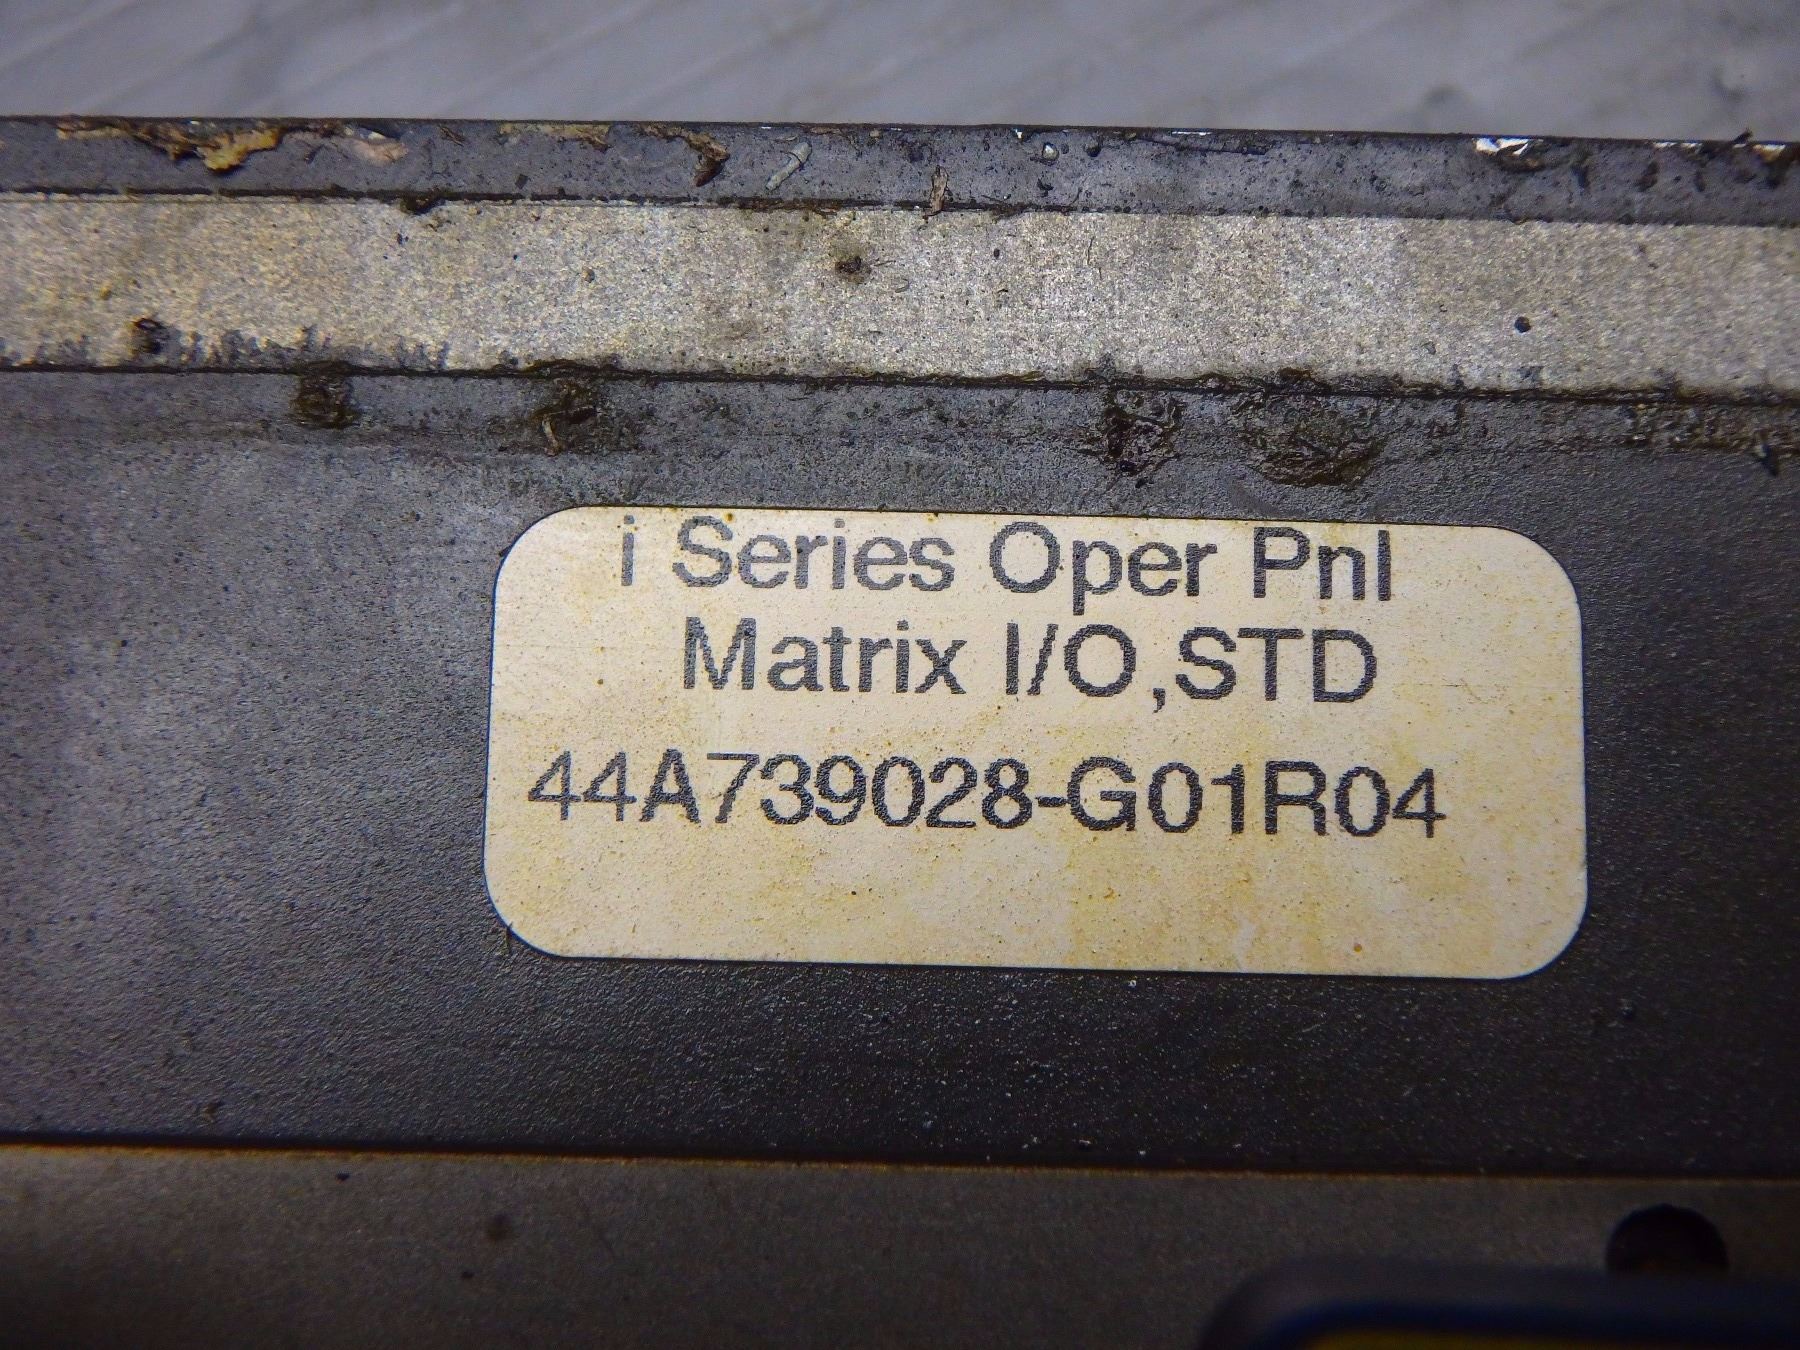 i Series Oper Pnl
Matrix I/O,STD
44A739028-G01R04